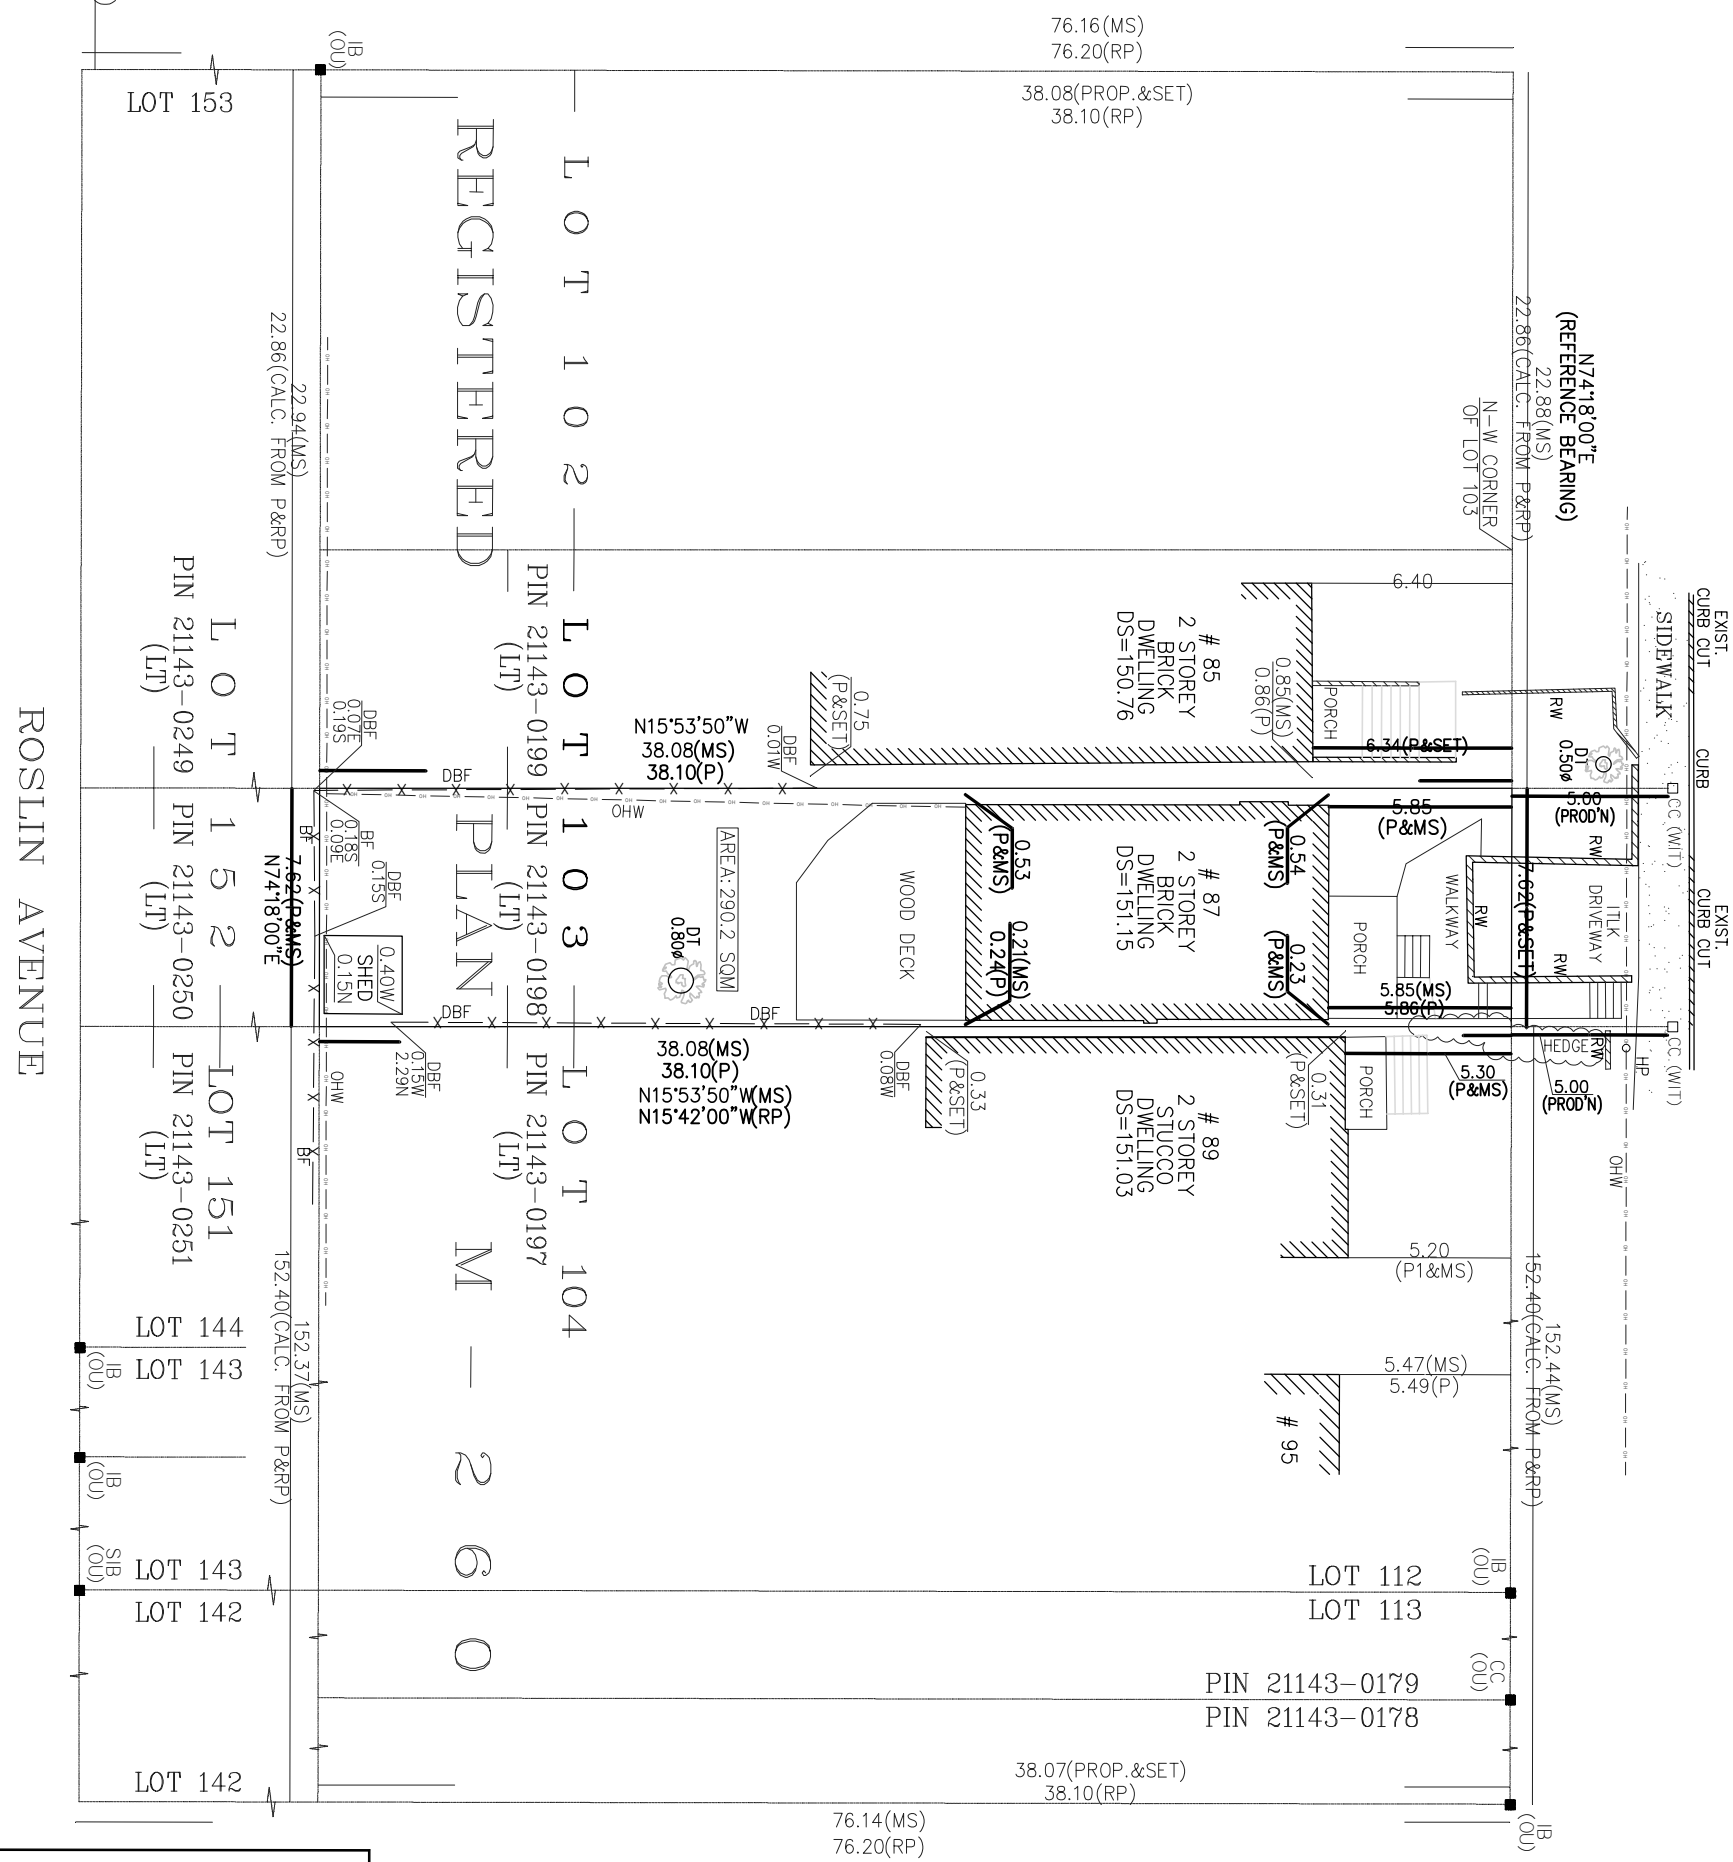 76.16(MS)
76.20(RP)
38.08(PROP.&SET)
38.10(RP)
IB
(OU)
LOT 153
REGISTERED
PLAN
M - 260
LOT 102
LOT 103
LOT 104
22.86(CALC. FROM P&RP)
22.94(MS)
N74°18'00"E
(REFERENCE BEARING)
22.88(MS)
22.86(CALC. FROM P&RP)
N-W CORNER
OF LOT 103
EXIST.
CURB CUT
CURB
EXIST.
CURB CUT
SIDEWALK
6.40
# 85
2 STOREY
BRICK
DWELLING
DS=150.76
0.85(MS)
0.86(P)
PORCH
6.34(P&SET)
RW
DT
0.50ø
5.00
(PROD'N)
CC (WIT)
0.75
(P&SET)
DBF
0.01W
N15°53'50"W
38.08(MS)
38.10(P)
DBF
OHW
DBF
0.07E
0.19S
BF
0.18S
0.09E
DBF
0.15S
BF
7.62(P&MS)
N74°18'00"E
0.40W
SHED
0.15N
AREA: 290.2 SQM
DT
0.80ø
WOOD DECK
0.53
(P&MS)
0.21(MS)
0.24(P)
# 87
2 STOREY
BRICK
DWELLING
DS=151.15
0.54
(P&MS)
0.23
(P&MS)
5.85
(P&MS)
PORCH
WALKWAY
RW
RW
RW
7.62(P&SET)
ITLK
DRIVEWAY
5.85(MS)
5.86(P)
HEDGE
RW
HP
CC (WIT)
5.30
(P&MS)
5.00
(PROD'N)
OHW
DBF
DBF
38.08(MS)
38.10(P)
N15°53'50"W(MS)
N15°42'00"W(RP)
DBF
0.15W
2.29N
DBF
0.08W
0.33
(P&SET)
0.31
(P&SET)
PORCH
# 89
2 STOREY
STUCCO
DWELLING
DS=151.03
5.20
(P1&MS)
5.47(MS)
5.49(P)
# 95
OHW
BF
PIN 21143-0199
(LT)
PIN 21143-0198
(LT)
PIN 21143-0197
(LT)
LOT 152
LOT 151
PIN 21143-0249
(LT)
PIN 21143-0250
(LT)
PIN 21143-0251
(LT)
ROSLIN AVENUE
152.37(MS)
152.40(CALC. FROM P&RP)
152.44(MS)
152.40(CALC. FROM P&RP)
LOT 144
LOT 143
IB
(OU)
IB
(OU)
LOT 143
LOT 142
SIB
(OU)
LOT 112
LOT 113
IB
(OU)
PIN 21143-0179
PIN 21143-0178
CC
(OU)
LOT 142
38.07(PROP.&SET)
38.10(RP)
76.14(MS)
76.20(RP)
IB
(OU)